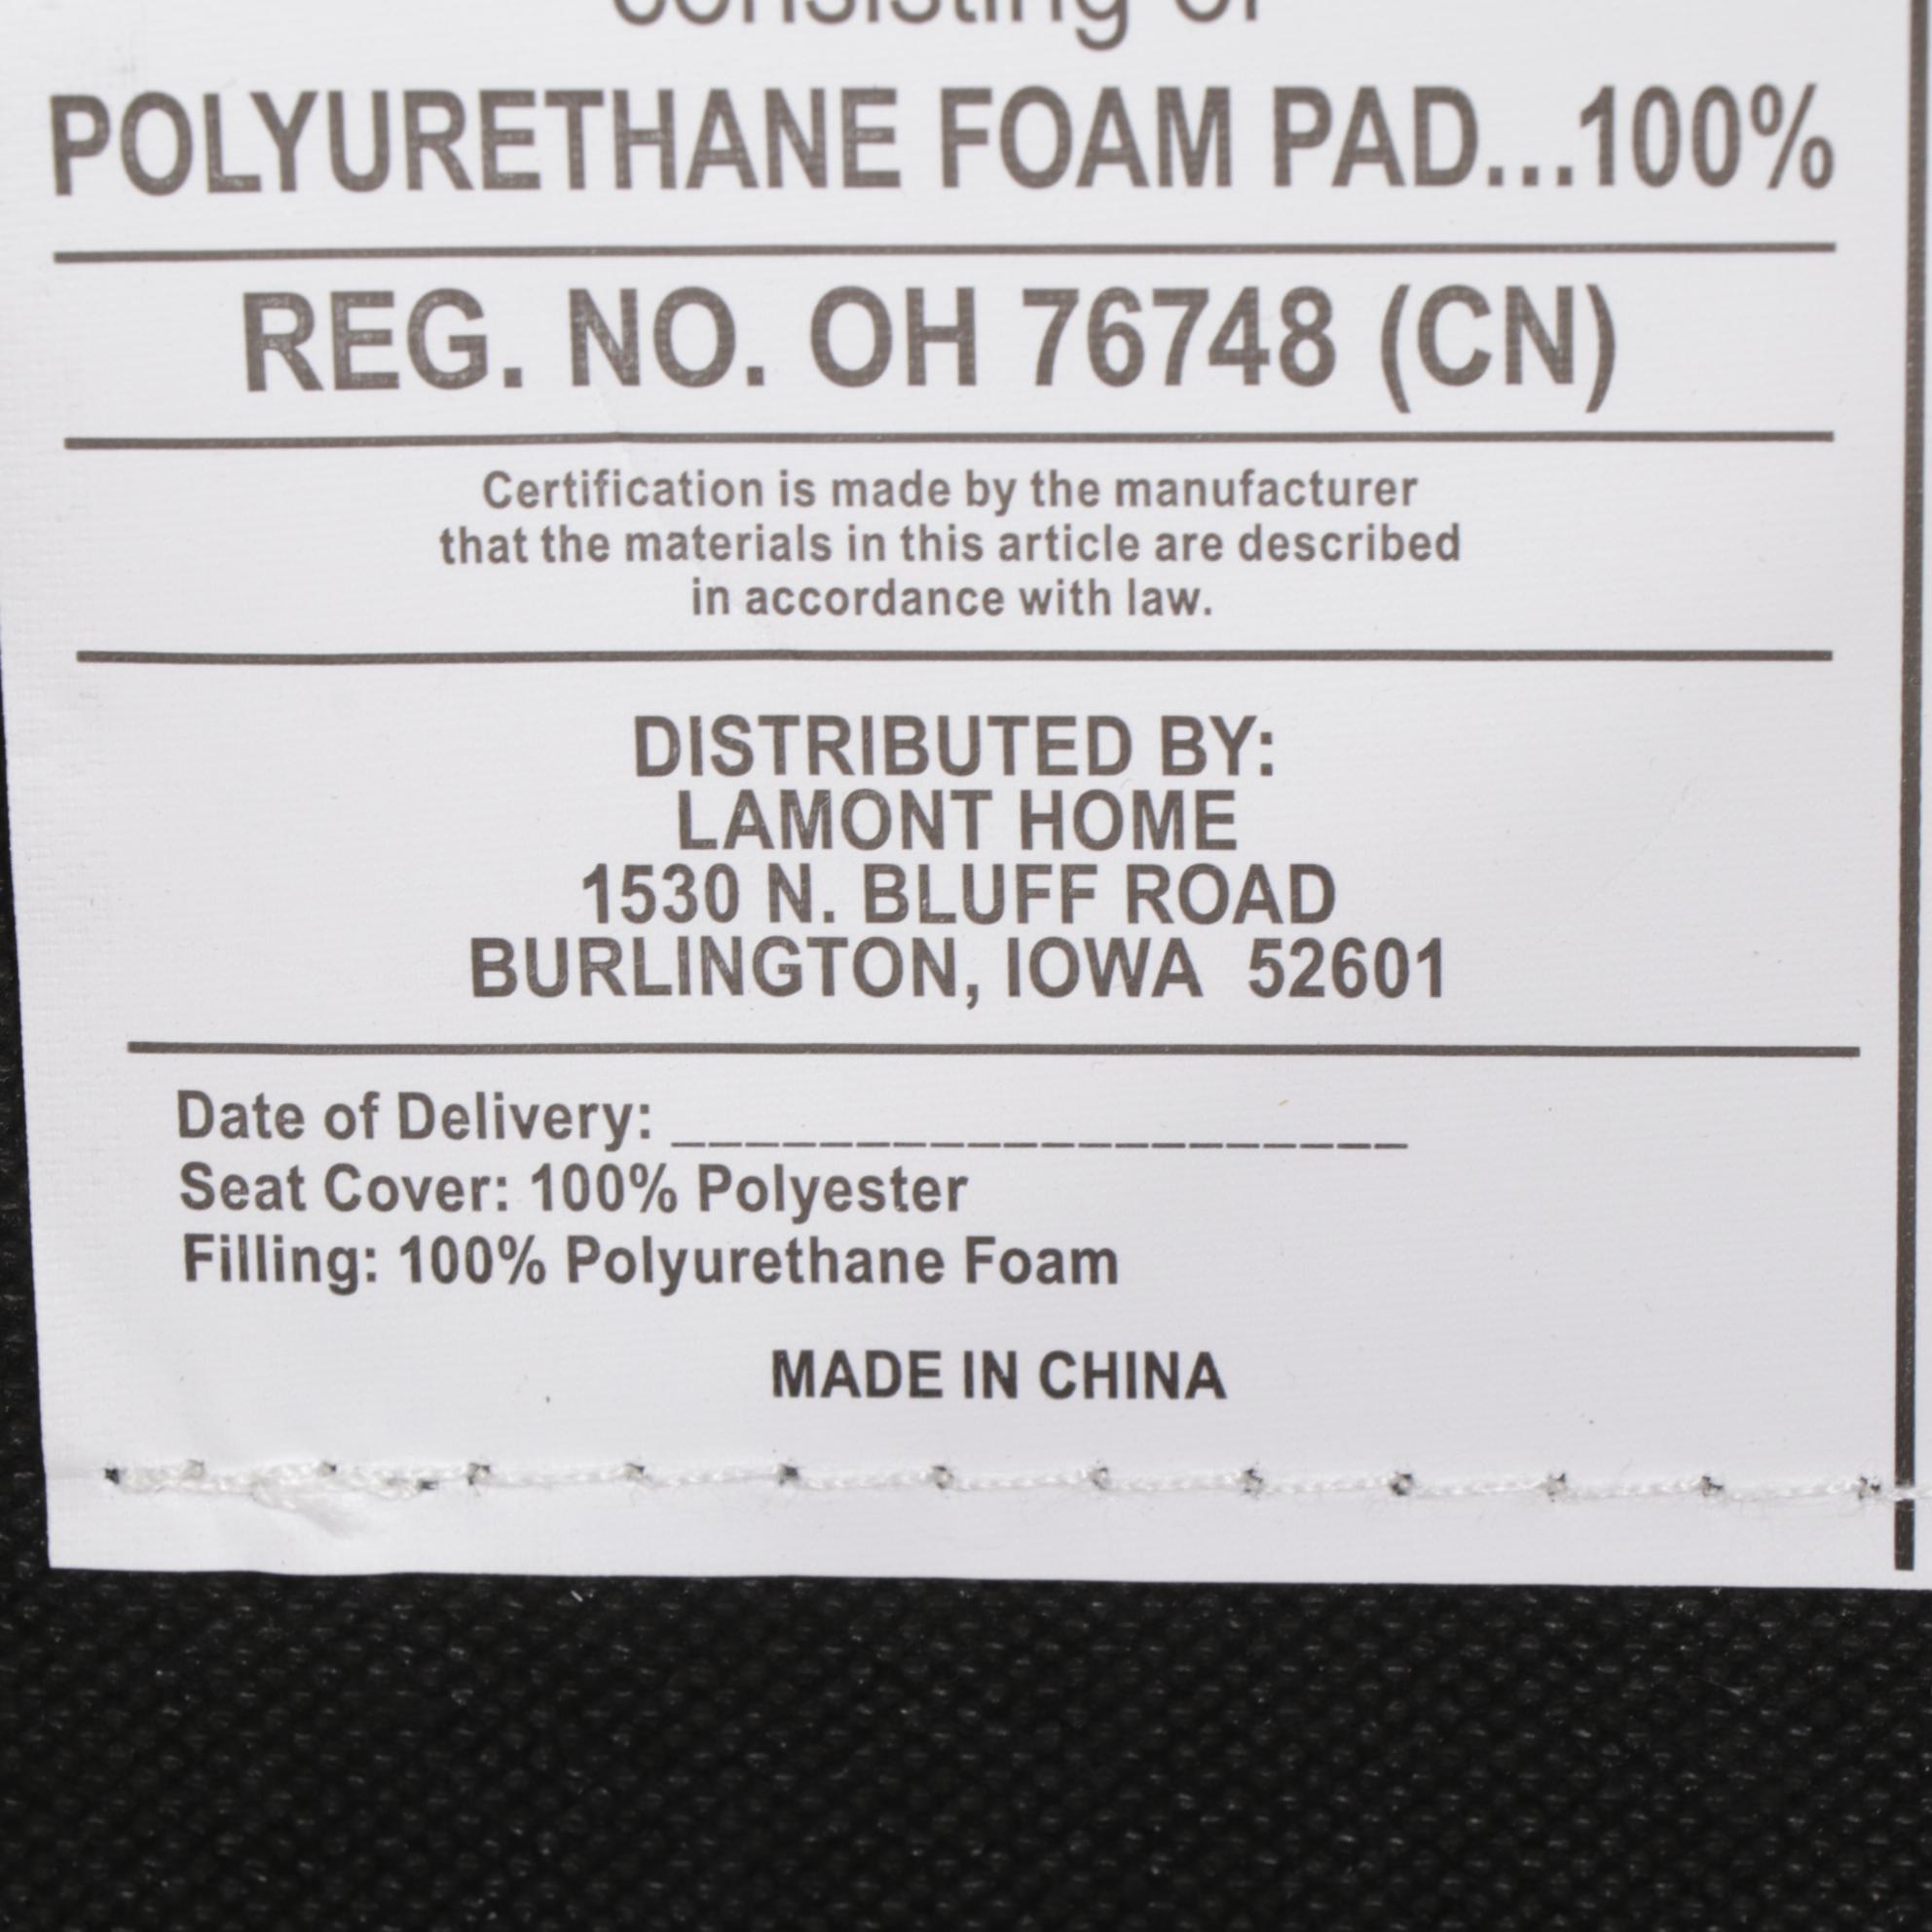 consisting of
POLYURETHANE FOAM PAD...100%
REG. NO. OH 76748 (CN)
Certification is made by the manufacturer
that the materials in this article are described
in accordance with law.
DISTRIBUTED BY:
LAMONT HOME
1530 N. BLUFF ROAD
BURLINGTON, IOWA 52601
Date of Delivery: ____________________
Seat Cover: 100% Polyester
Filling: 100% Polyurethane Foam
MADE IN CHINA